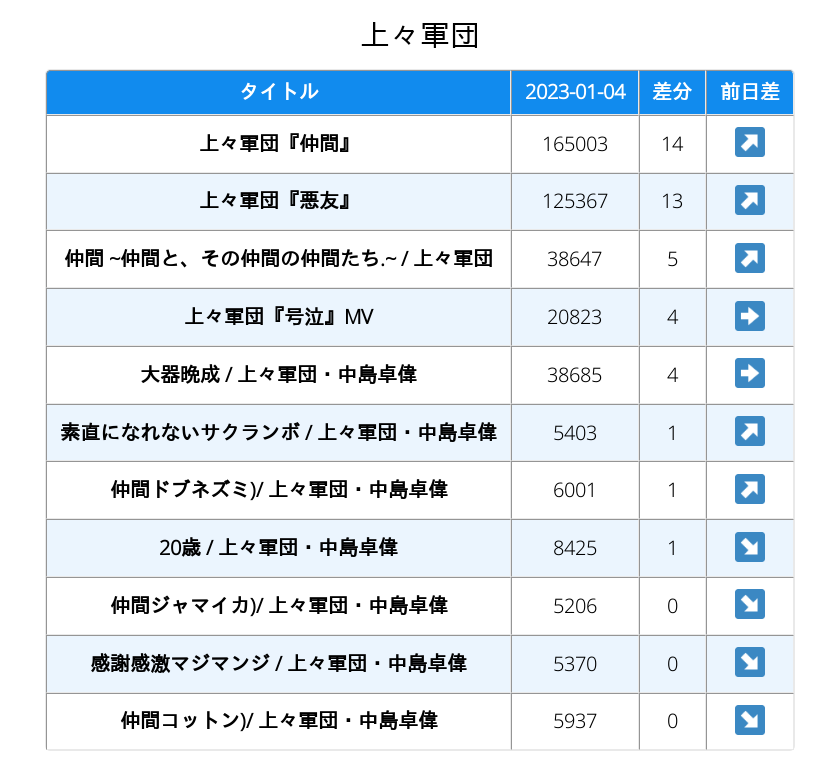 上々軍団
タイトル 2023-01-04 差分 前日差
上々軍団『仲間』 165003 14
上々軍団『悪友』 125367 13
仲間 ~仲間と、その仲間の仲間たち.~ / 上々軍団 38647 5
上々軍団『号泣』MV 20823 4
大器晩成 / 上々軍団・中島卓偉 38685 4
素直になれないサクランボ / 上々軍団・中島卓偉 5403 1
仲間ドブネズミ)/ 上々軍団・中島卓偉 6001 1
20歳 / 上々軍団・中島卓偉 8425 1
仲間ジャマイカ)/ 上々軍団・中島卓偉 5206 0
感謝感激マジマンジ / 上々軍団・中島卓偉 5370 0
仲間コットン)/ 上々軍団・中島卓偉 5937 0